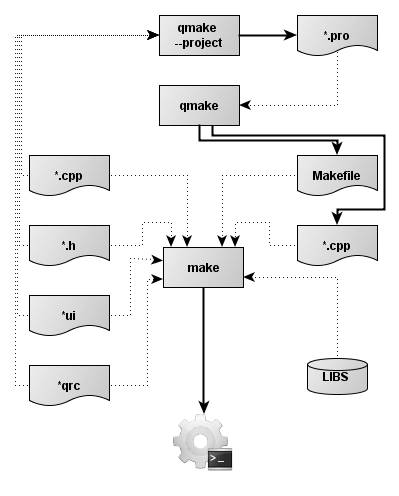 qmake
--project
*.pro
qmake
*.cpp
Makefile
*.h
*.cpp
make
*ui
*qrc
LIBS
>_